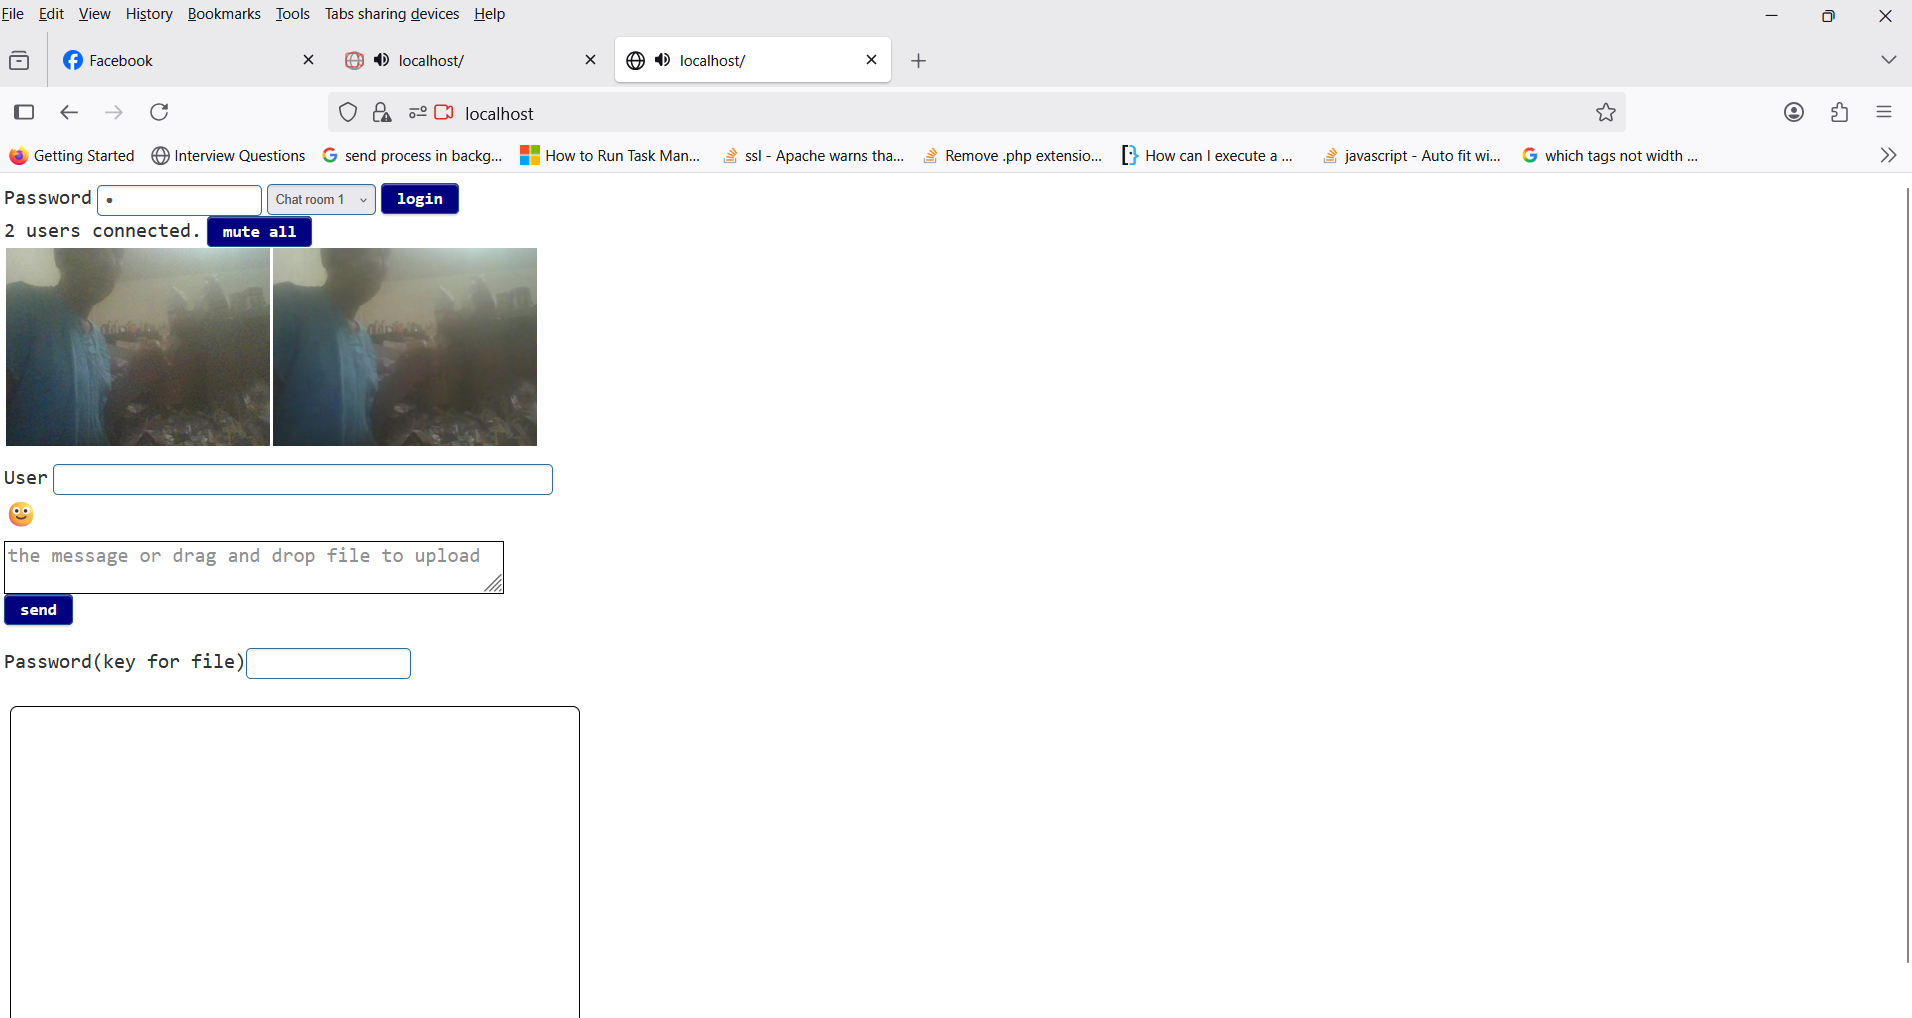 File Edit View History Bookmarks Tools Tabs sharing devices Help
Facebook localhost/ localhost/
localhost
Getting Started Interview Questions send process in backg... How to Run Task Man... ssl - Apache warns tha... Remove .php extensio... How can I execute a ... javascript - Auto fit wi... which tags not width ...
Password Chat room 1 login
2 users connected. mute all
User
the message or drag and drop file to upload
send
Password(key for file)